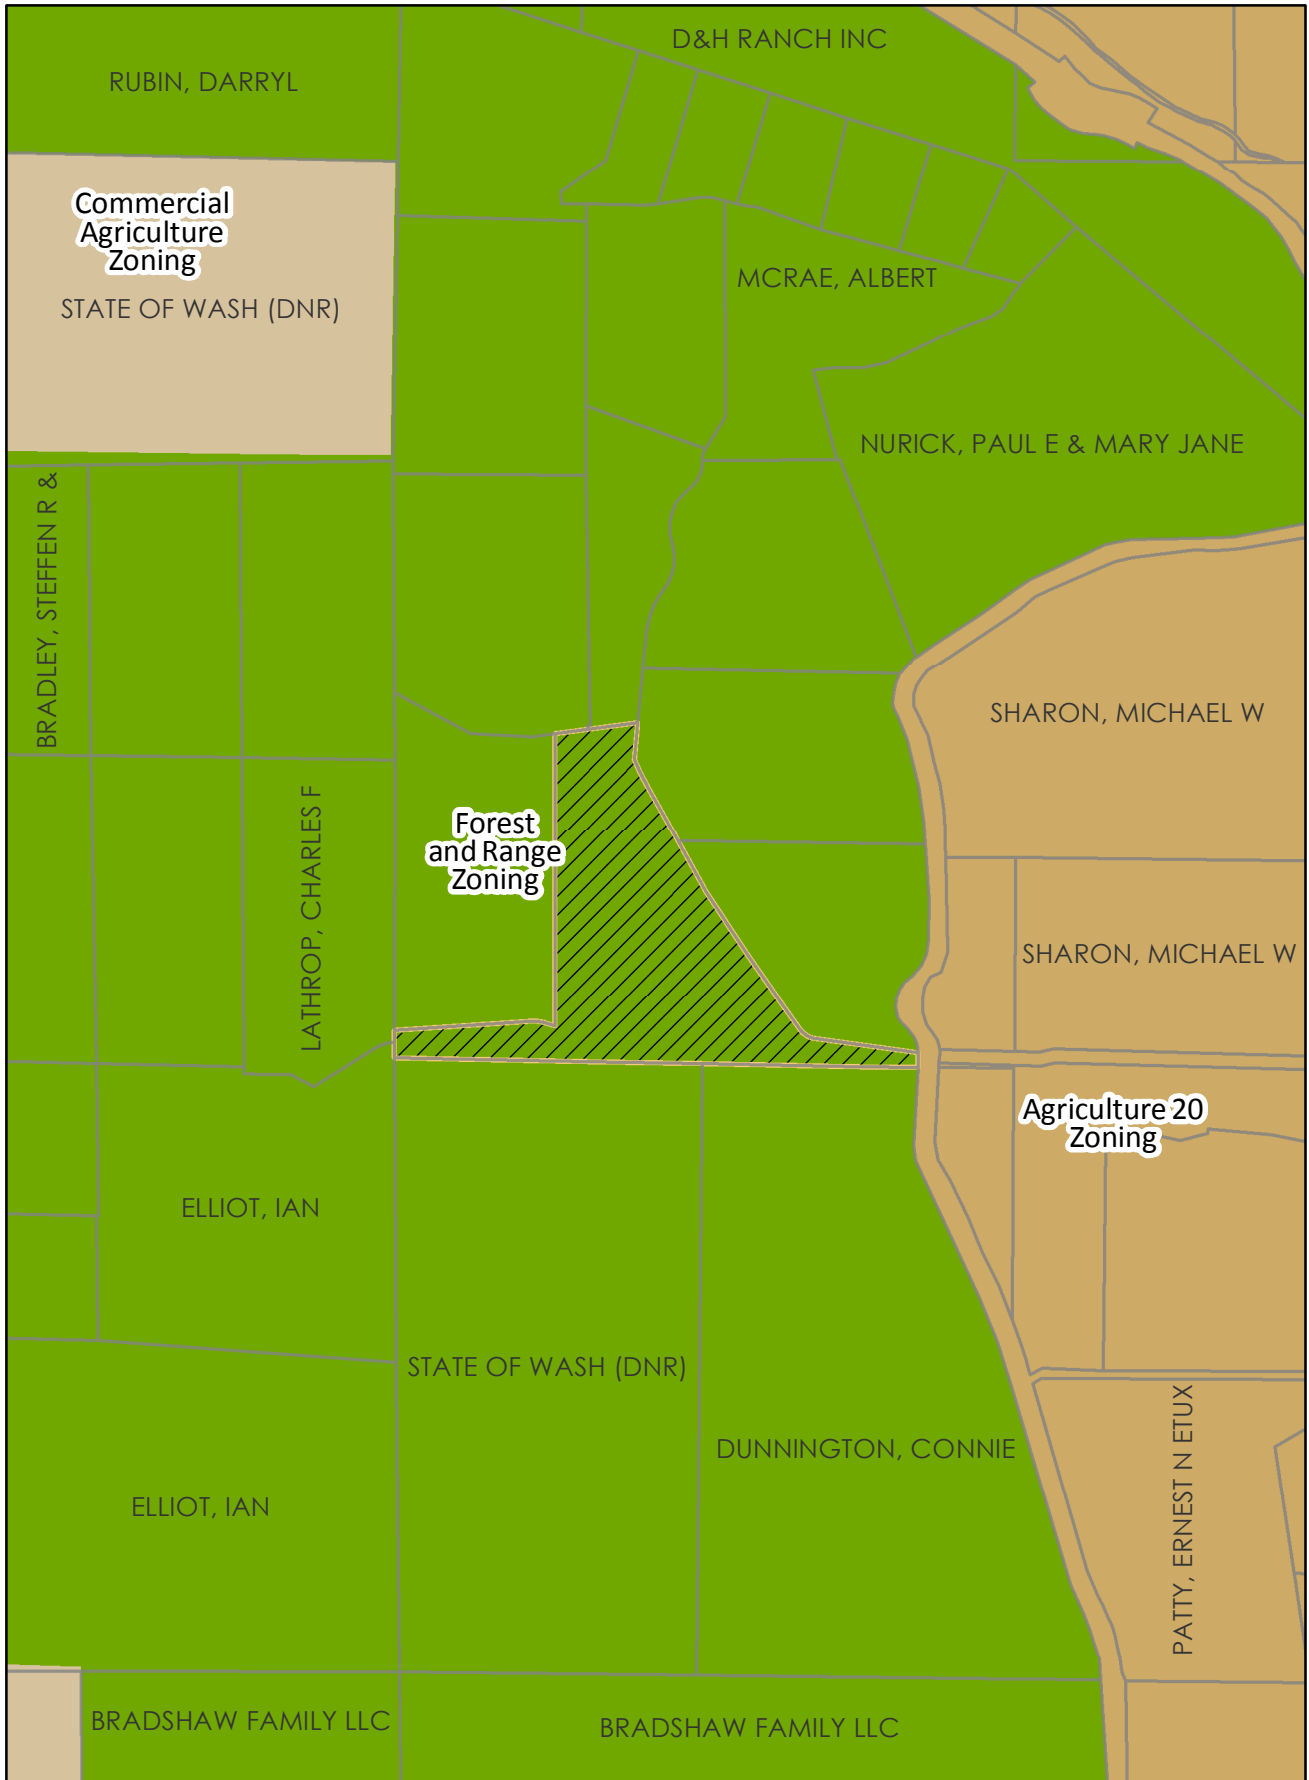 D&H RANCH INC
RUBIN, DARRYL
Commercial
Agriculture
Zoning
STATE OF WASH (DNR)
MCRAE, ALBERT
NURICK, PAUL E & MARY JANE
BRADLEY, STEFFEN R &
SHARON, MICHAEL W
LATHROP, CHARLES F
Forest
and Range
Zoning
SHARON, MICHAEL W
Agriculture 20
Zoning
ELLIOT, IAN
STATE OF WASH (DNR)
DUNNINGTON, CONNIE
PATTY, ERNEST N ETUX
ELLIOT, IAN
BRADSHAW FAMILY LLC
BRADSHAW FAMILY LLC